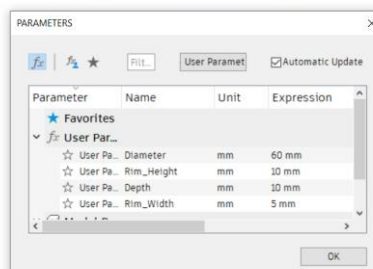 PARAMETERS
Filt...
User Paramet
Automatic Update
Parameter Name Unit Expression
Favorites
User Par...
User Pa... Diameter mm 60 mm
User Pa... Rim_Height mm 10 mm
User Pa... Depth mm 10 mm
User Pa... Rim_Width mm 5 mm
OK